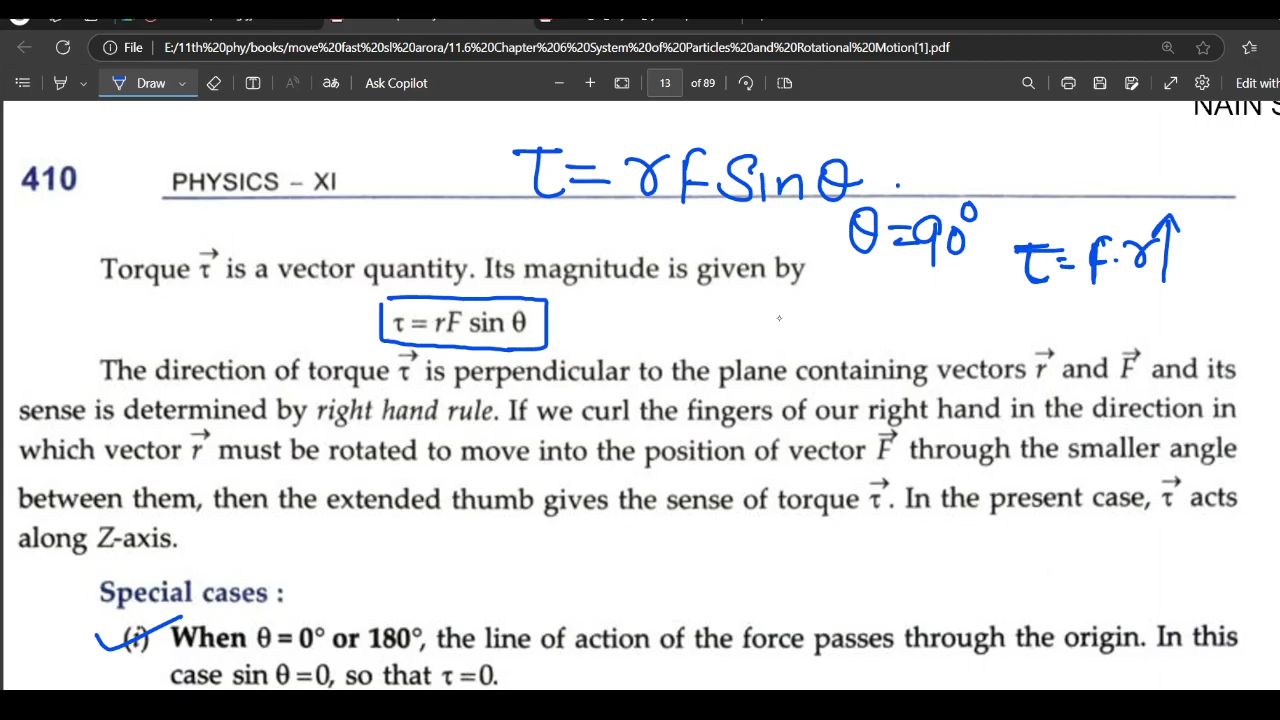 File E:/11th%20phy/books/move%20fast%20sl%20arora/11.6%20Chapter%206%20System%20of%20Particles%20and%20Rotational%20Motion[1].pdf
Draw Ask Copilot 13 of 89 Edit with
NAIN S
410 PHYSICS – XI
τ = r F Sin θ .
θ = 90°
τ = F . r ↑
Torque τ⃗ is a vector quantity. Its magnitude is given by
τ = rF sin θ
The direction of torque τ⃗ is perpendicular to the plane containing vectors r⃗ and F⃗ and its
sense is determined by right hand rule. If we curl the fingers of our right hand in the direction in
which vector r⃗ must be rotated to move into the position of vector F⃗ through the smaller angle
between them, then the extended thumb gives the sense of torque τ⃗. In the present case, τ⃗ acts
along Z-axis.
Special cases :
(i) When θ = 0° or 180°, the line of action of the force passes through the origin. In this
case sin θ = 0, so that τ = 0.